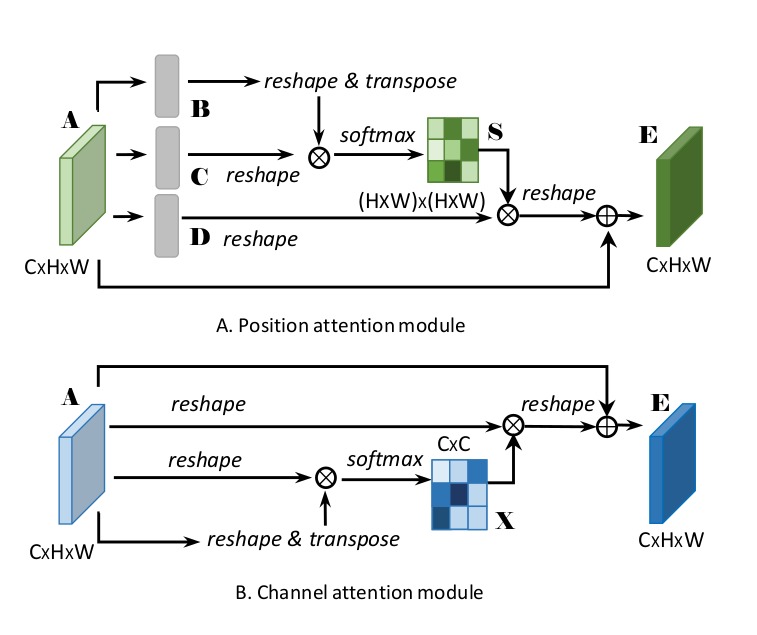 reshape & transpose
B
A
softmax
S
E
C
reshape
(HxW)x(HxW)
reshape
D
reshape
CxHxW
CxHxW
A. Position attention module
A
reshape
reshape
E
CxC
reshape
softmax
X
reshape & transpose
CxHxW
CxHxW
B. Channel attention module